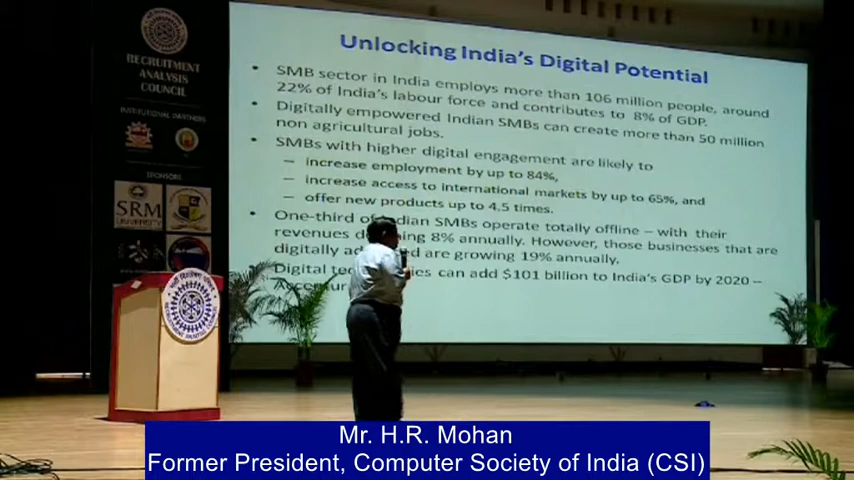 RECRUITMENT
ANALYSIS
COUNCIL
INSTITUTIONAL PARTNERS
SPONSORS
SRM
UNIVERSITY
Unlocking India's Digital Potential
• SMB sector in India employs more than 106 million people, around
22% of India's labour force and contributes to 8% of GDP.
• Digitally empowered Indian SMBs can create more than 50 million
non agricultural jobs.
• SMBs with higher digital engagement are likely to
– increase employment by up to 84%,
– increase access to international markets by up to 65%, and
– offer new products up to 4.5 times.
• One-third of Indian SMBs operate totally offline – with their
revenues ning 8% annually. However, those businesses that are
digitally ad d are growing 19% annually.
Digital te ies can add $101 billion to India's GDP by 2020 –
Mr. H.R. Mohan
Former President, Computer Society of India (CSI)